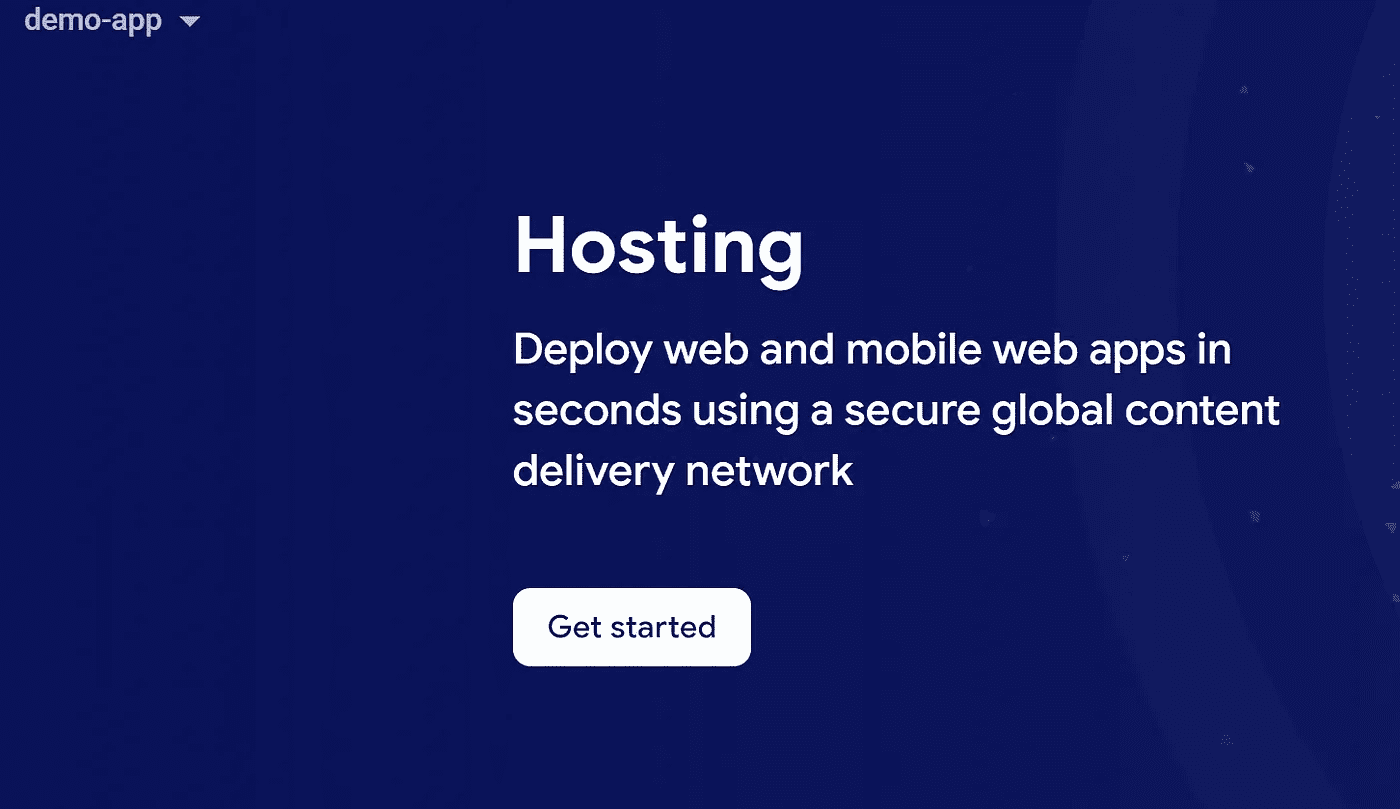 demo-app
Hosting
Deploy web and mobile web apps in
seconds using a secure global content
delivery network
Get started